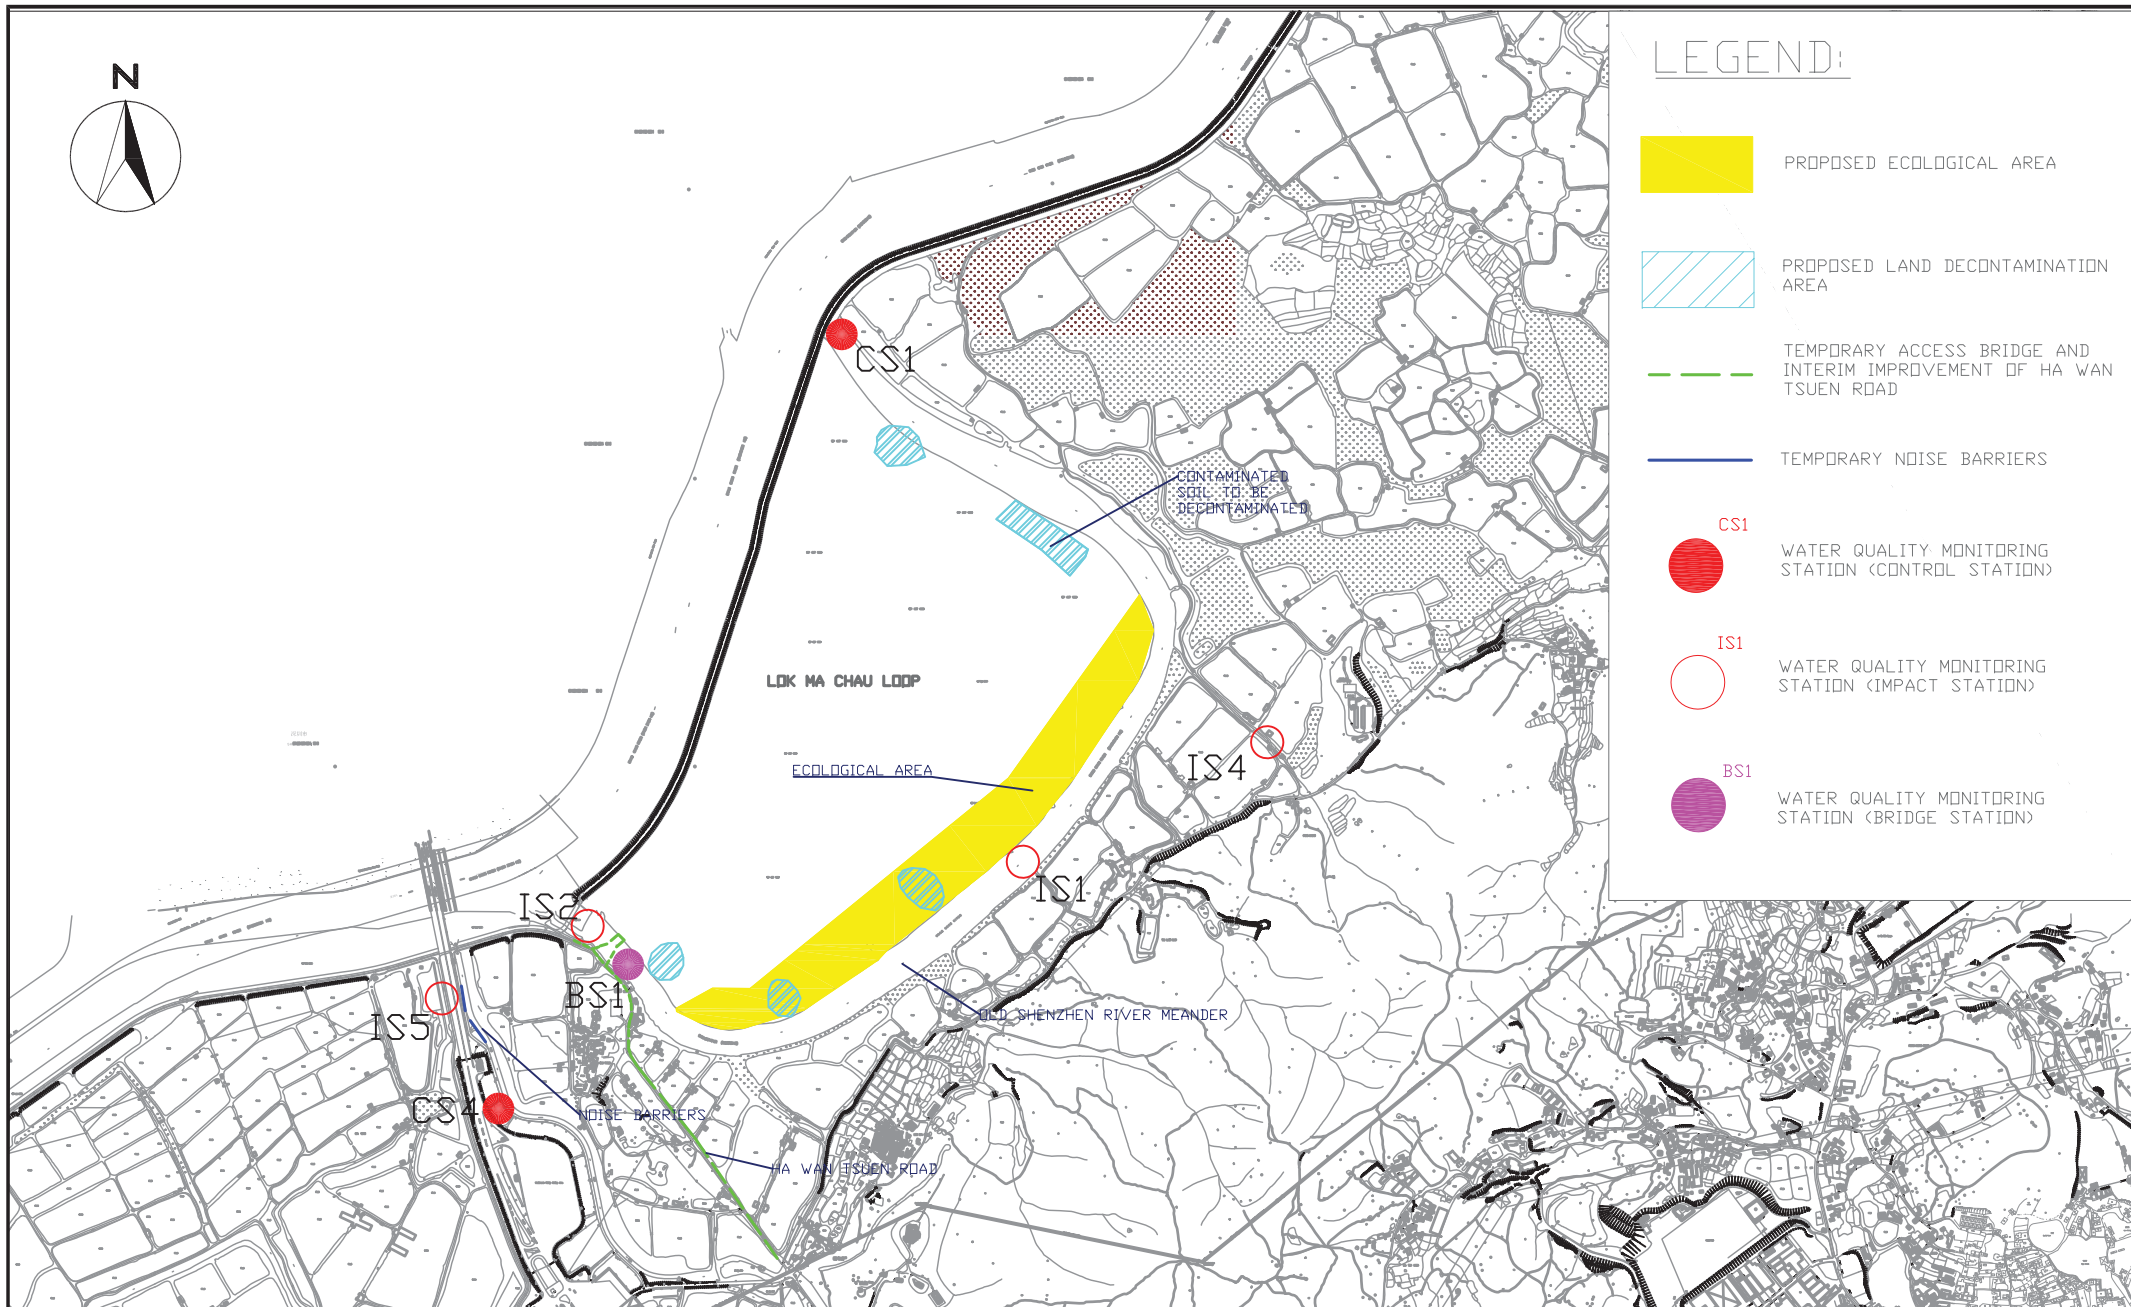 N
LEGEND:
PROPOSED ECOLOGICAL AREA
PROPOSED LAND DECONTAMINATION
AREA
TEMPORARY ACCESS BRIDGE AND
INTERIM IMPROVEMENT OF HA WAN
TSUEN ROAD
TEMPORARY NOISE BARRIERS
CS1
WATER QUALITY MONITORING
STATION (CONTROL STATION)
IS1
WATER QUALITY MONITORING
STATION (IMPACT STATION)
BS1
WATER QUALITY MONITORING
STATION (BRIDGE STATION)
CS1
CONTAMINATED
SOIL TO BE
DECONTAMINATED
LOK MA CHAU LOOP
ECOLOGICAL AREA
IS4
IS1
IS2
BS1
IS5
OLD SHENZHEN RIVER MEANDER
CS4
NOISE BARRIERS
HA WAN TSUEN ROAD